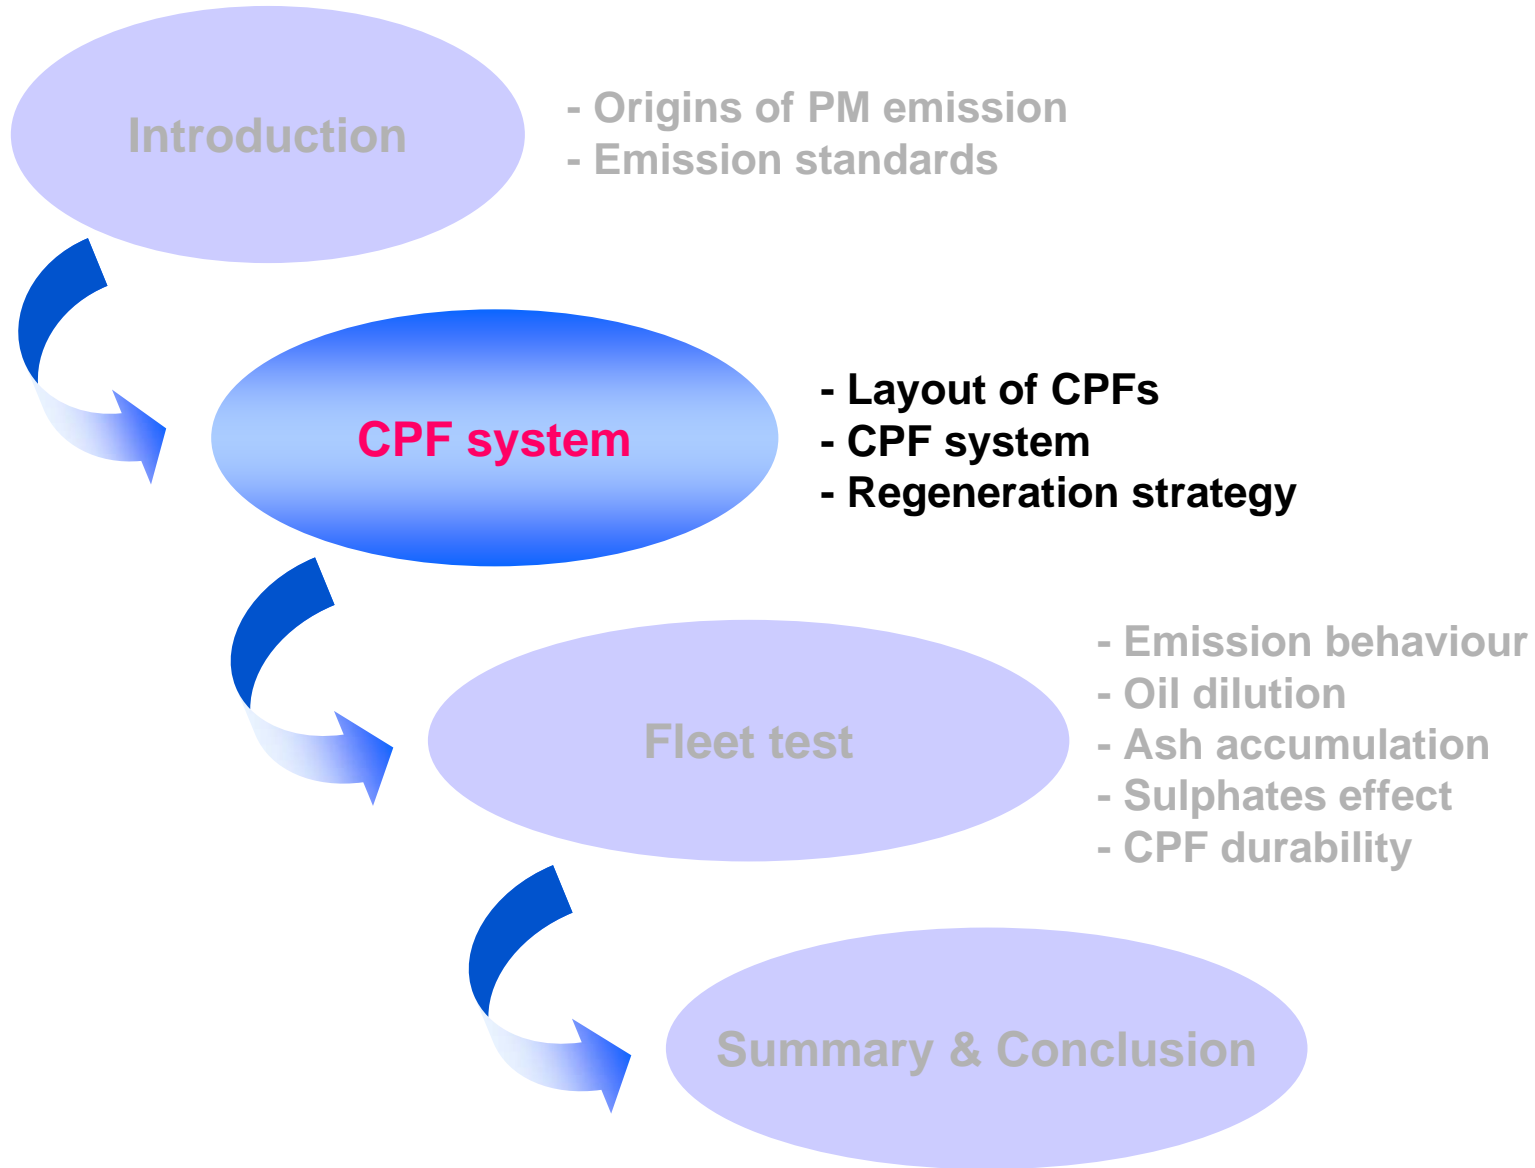 Introduction
- Origins of PM emission
- Emission standards
CPF system
- Layout of CPFs
- CPF system
- Regeneration strategy
Fleet test
- Emission behaviour
- Oil dilution
- Ash accumulation
- Sulphates effect
- CPF durability
Summary & Conclusion